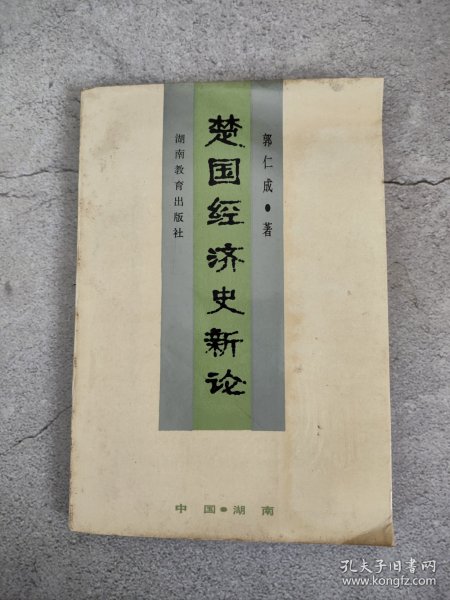 郭仁成●著
楚国经济史新论
湖南教育出版社
中国●湖南
孔夫子旧书网
www.kongfz.com